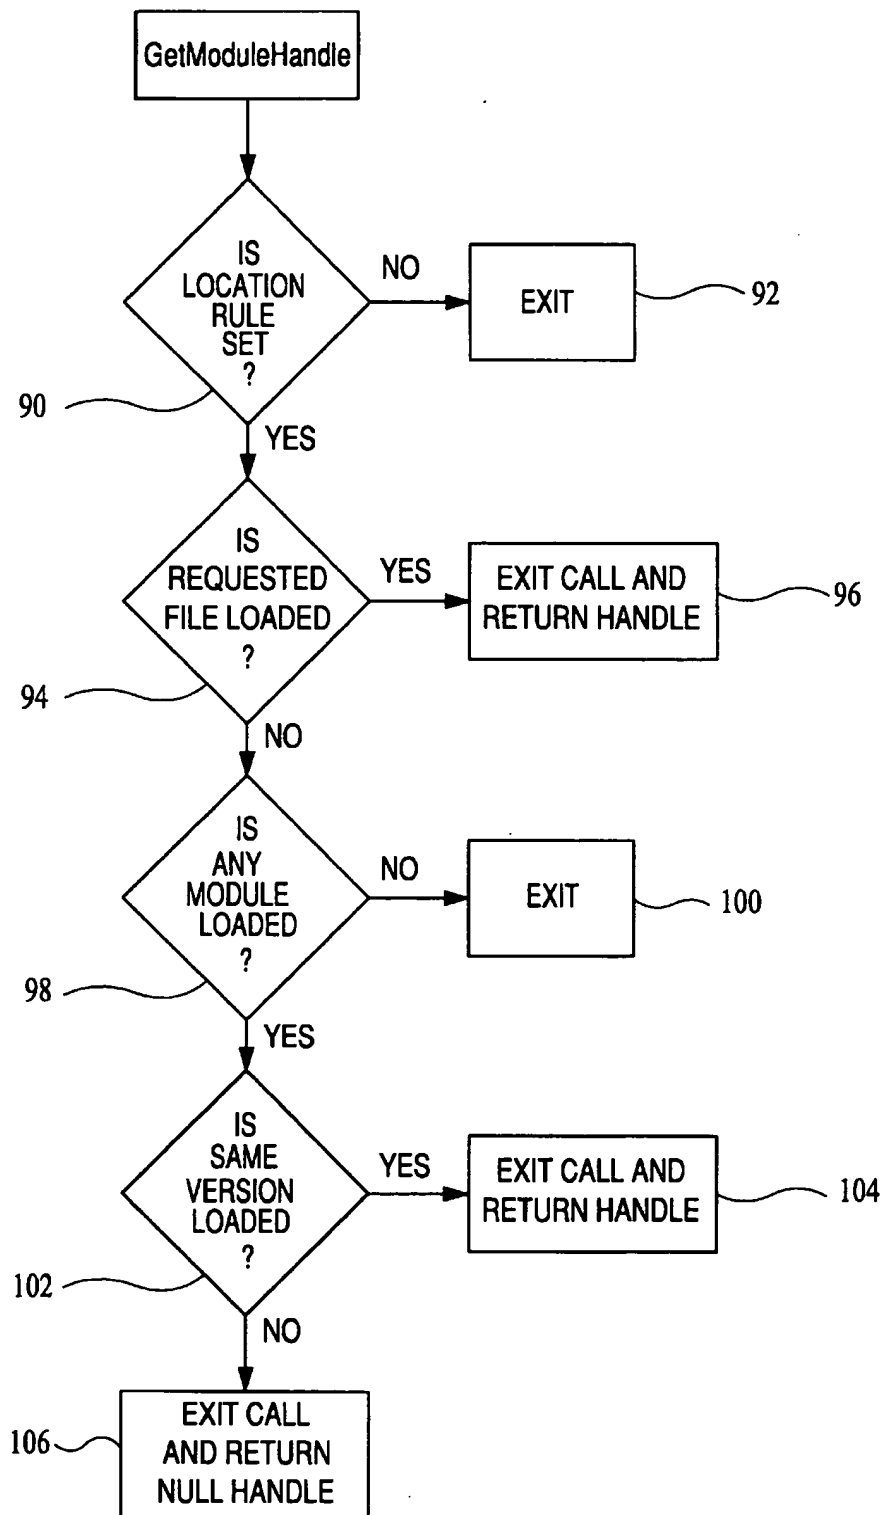 GetModuleHandle
IS
LOCATION
RULE
SET
?
NO
EXIT
92
90
YES
IS
REQUESTED
FILE LOADED
?
YES
EXIT CALL AND
RETURN HANDLE
96
94
NO
IS
ANY
MODULE
LOADED
?
NO
EXIT
100
98
YES
IS
SAME
VERSION
LOADED
?
YES
EXIT CALL AND
RETURN HANDLE
104
102
NO
EXIT CALL
AND RETURN
NULL HANDLE
106